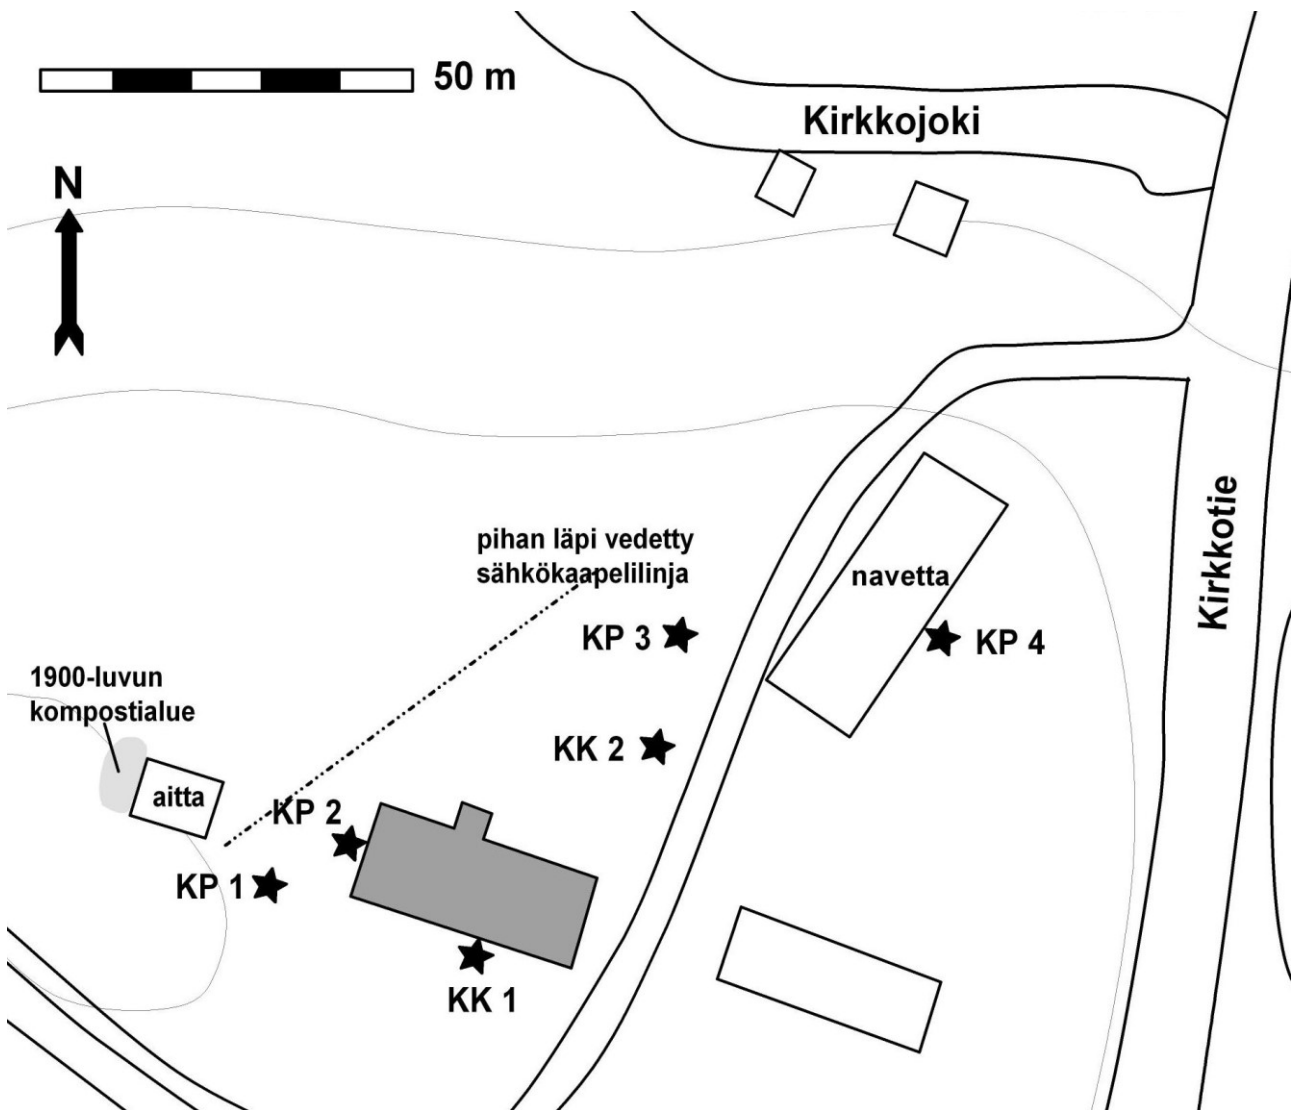 50 m
Kirkkojoki
N
Kirkkotie
pihan läpi vedetty
sähkökaapelilinja
navetta
KP 3
KP 4
1900-luvun
kompostialue
KK 2
aitta
KP 2
KP 1
KK 1